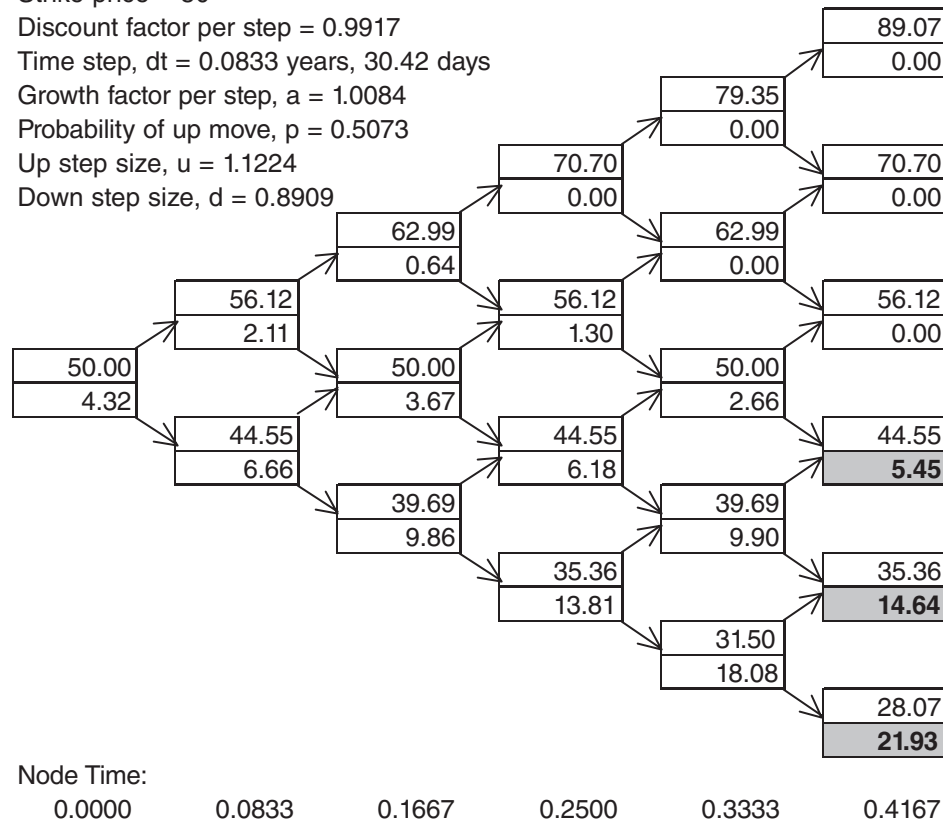 Strike price = 50
Discount factor per step = 0.9917 89.07
Time step, dt = 0.0833 years, 30.42 days 0.00
Growth factor per step, a = 1.0084 79.35
Probability of up move, p = 0.5073 0.00
Up step size, u = 1.1224 70.70 70.70
Down step size, d = 0.8909 0.00 0.00
62.99 62.99
0.64 0.00
56.12 56.12 56.12
2.11 1.30 0.00
50.00 50.00 50.00
4.32 3.67 2.66
44.55 44.55 44.55
6.66 6.18 5.45
39.69 39.69
9.86 9.90
35.36 35.36
13.81 14.64
31.50
18.08
28.07
21.93
Node Time:
0.0000 0.0833 0.1667 0.2500 0.3333 0.4167